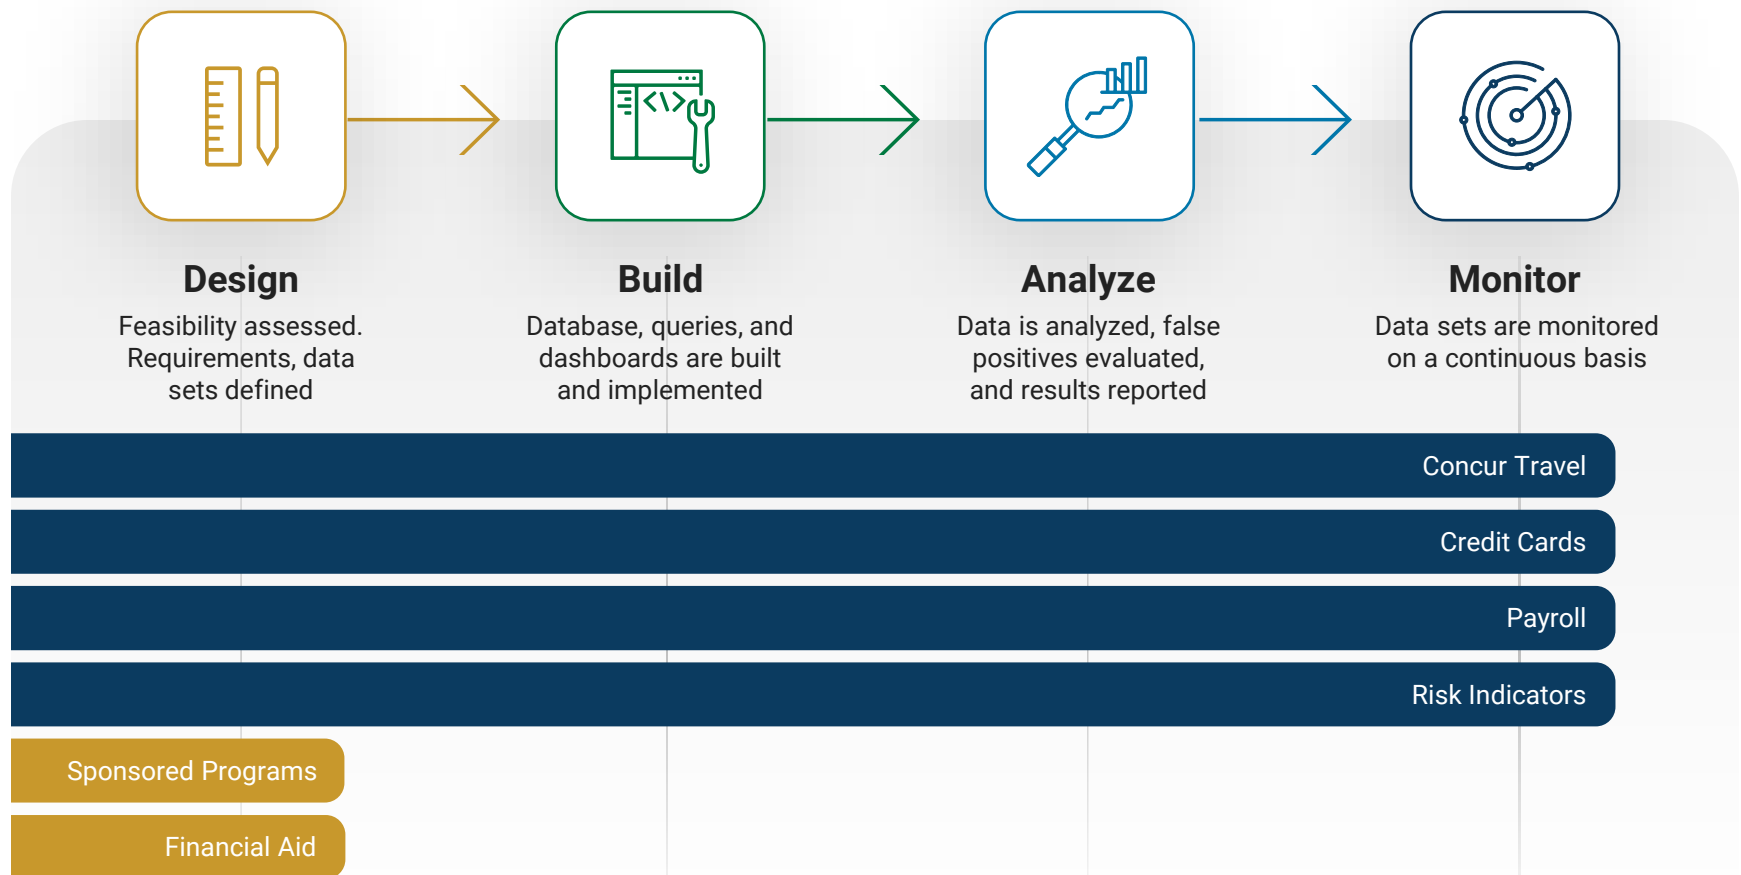 Design
Feasibility assessed.
Requirements, data
sets defined
Build
Database, queries, and
dashboards are built
and implemented
Analyze
Data is analyzed, false
positives evaluated,
and results reported
Monitor
Data sets are monitored
on a continuous basis
Concur Travel
Credit Cards
Payroll
Risk Indicators
Sponsored Programs
Financial Aid